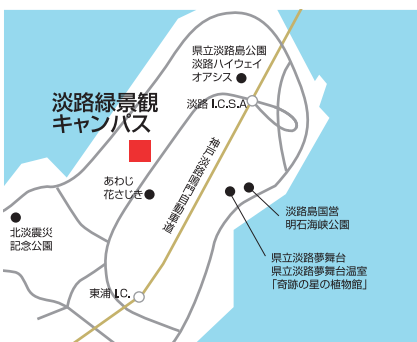 県立淡路島公園
淡路ハイウェイ
オアシス
淡路緑景観
キャンパス
淡路 I.C.S.A
神戸淡路鳴門自動車道
あわじ
花さじき
淡路島国営
明石海峡公園
北淡震災
記念公園
県立淡路夢舞台
県立淡路夢舞台温室
「奇跡の星の植物館」
東浦 I.C.